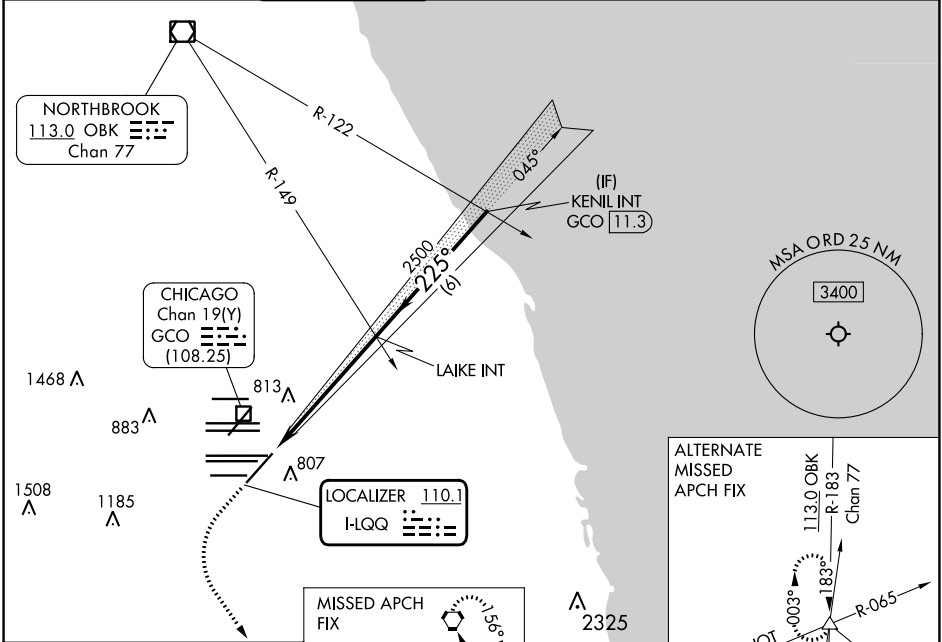 NORTHBROOK
113.0 OBK
Chan 77
R-122
R-149
045°
(IF)
KENIL INT
GCO 11.3
2500
225°
(6)
MSA ORD 25 NM
3400
CHICAGO
Chan 19(Y)
GCO
(108.25)
LAIKE INT
1468
813
883
807
1508
1185
LOCALIZER 110.1
I-LQQ
MISSED APCH
FIX
156°
2325
ALTERNATE
MISSED
APCH FIX
113.0 OBK
R-183
Chan 77
003°
183°
R-065